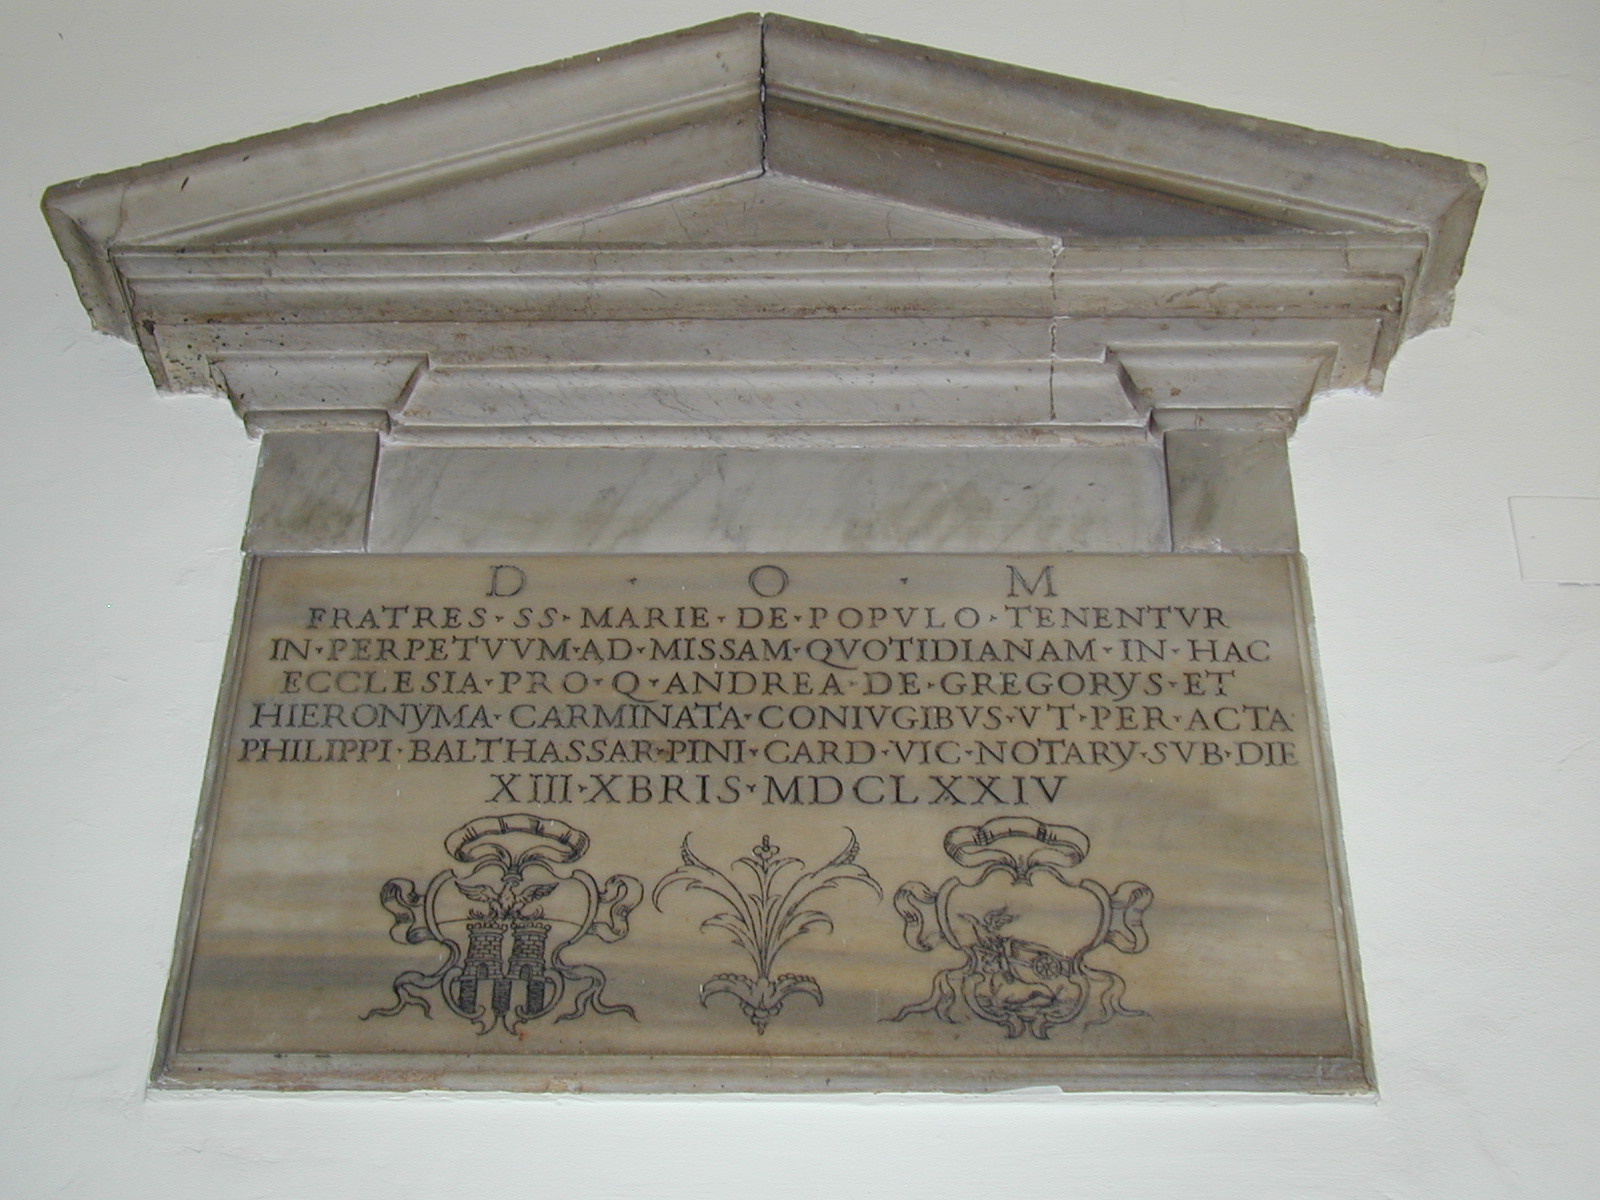 D · O · M
FRATRES · SS · MARIE · DE · POPVLO · TENENTVR
IN · PERPETVVM · AD · MISSAM · QVOTIDIANAM · IN · HAC
ECCLESIA · PRO · Q · ANDREA · DE · GREGORYS · ET
HIERONYMA · CARMINATA · CONIVGIBVS · VT · PER · ACTA
PHILIPPI · BALTHASSAR · PINI · CARD · VIC · NOTARY · SVB · DIE
XIII · XBRIS · MDCLXXIV